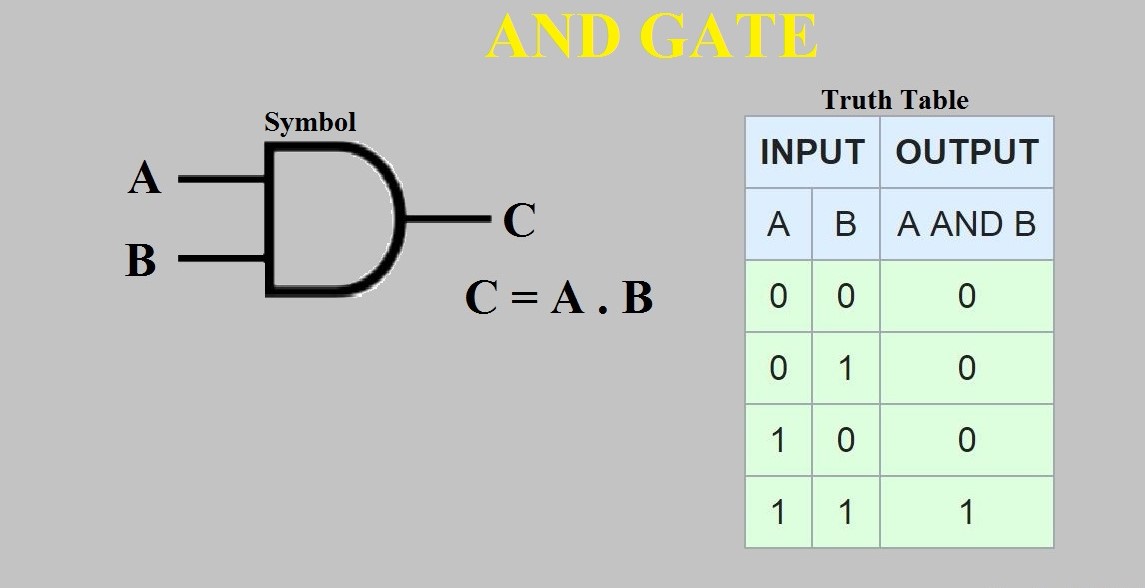 AND GATE
Symbol
A
B
C
C = A . B
Truth Table
INPUT OUTPUT
A B A AND B
0 0 0
0 1 0
1 0 0
1 1 1